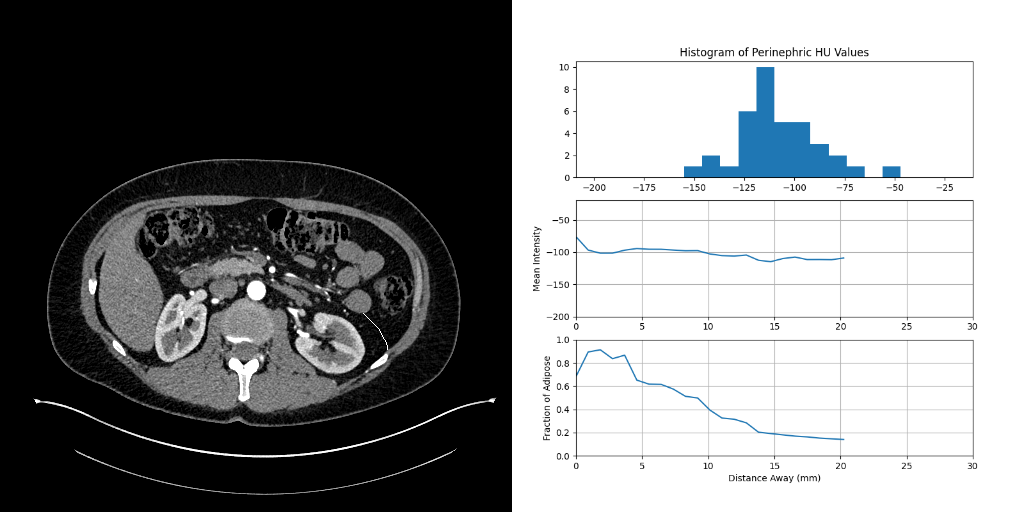 Histogram of Perinephric HU Values
10
8
6
4
2
0
−200 −175 −150 −125 −100 −75 −50 −25
Mean Intensity
−50
−100
−150
−200
0 5 10 15 20 25 30
Fraction of Adipose
1.0
0.8
0.6
0.4
0.2
0.0
0 5 10 15 20 25 30
Distance Away (mm)